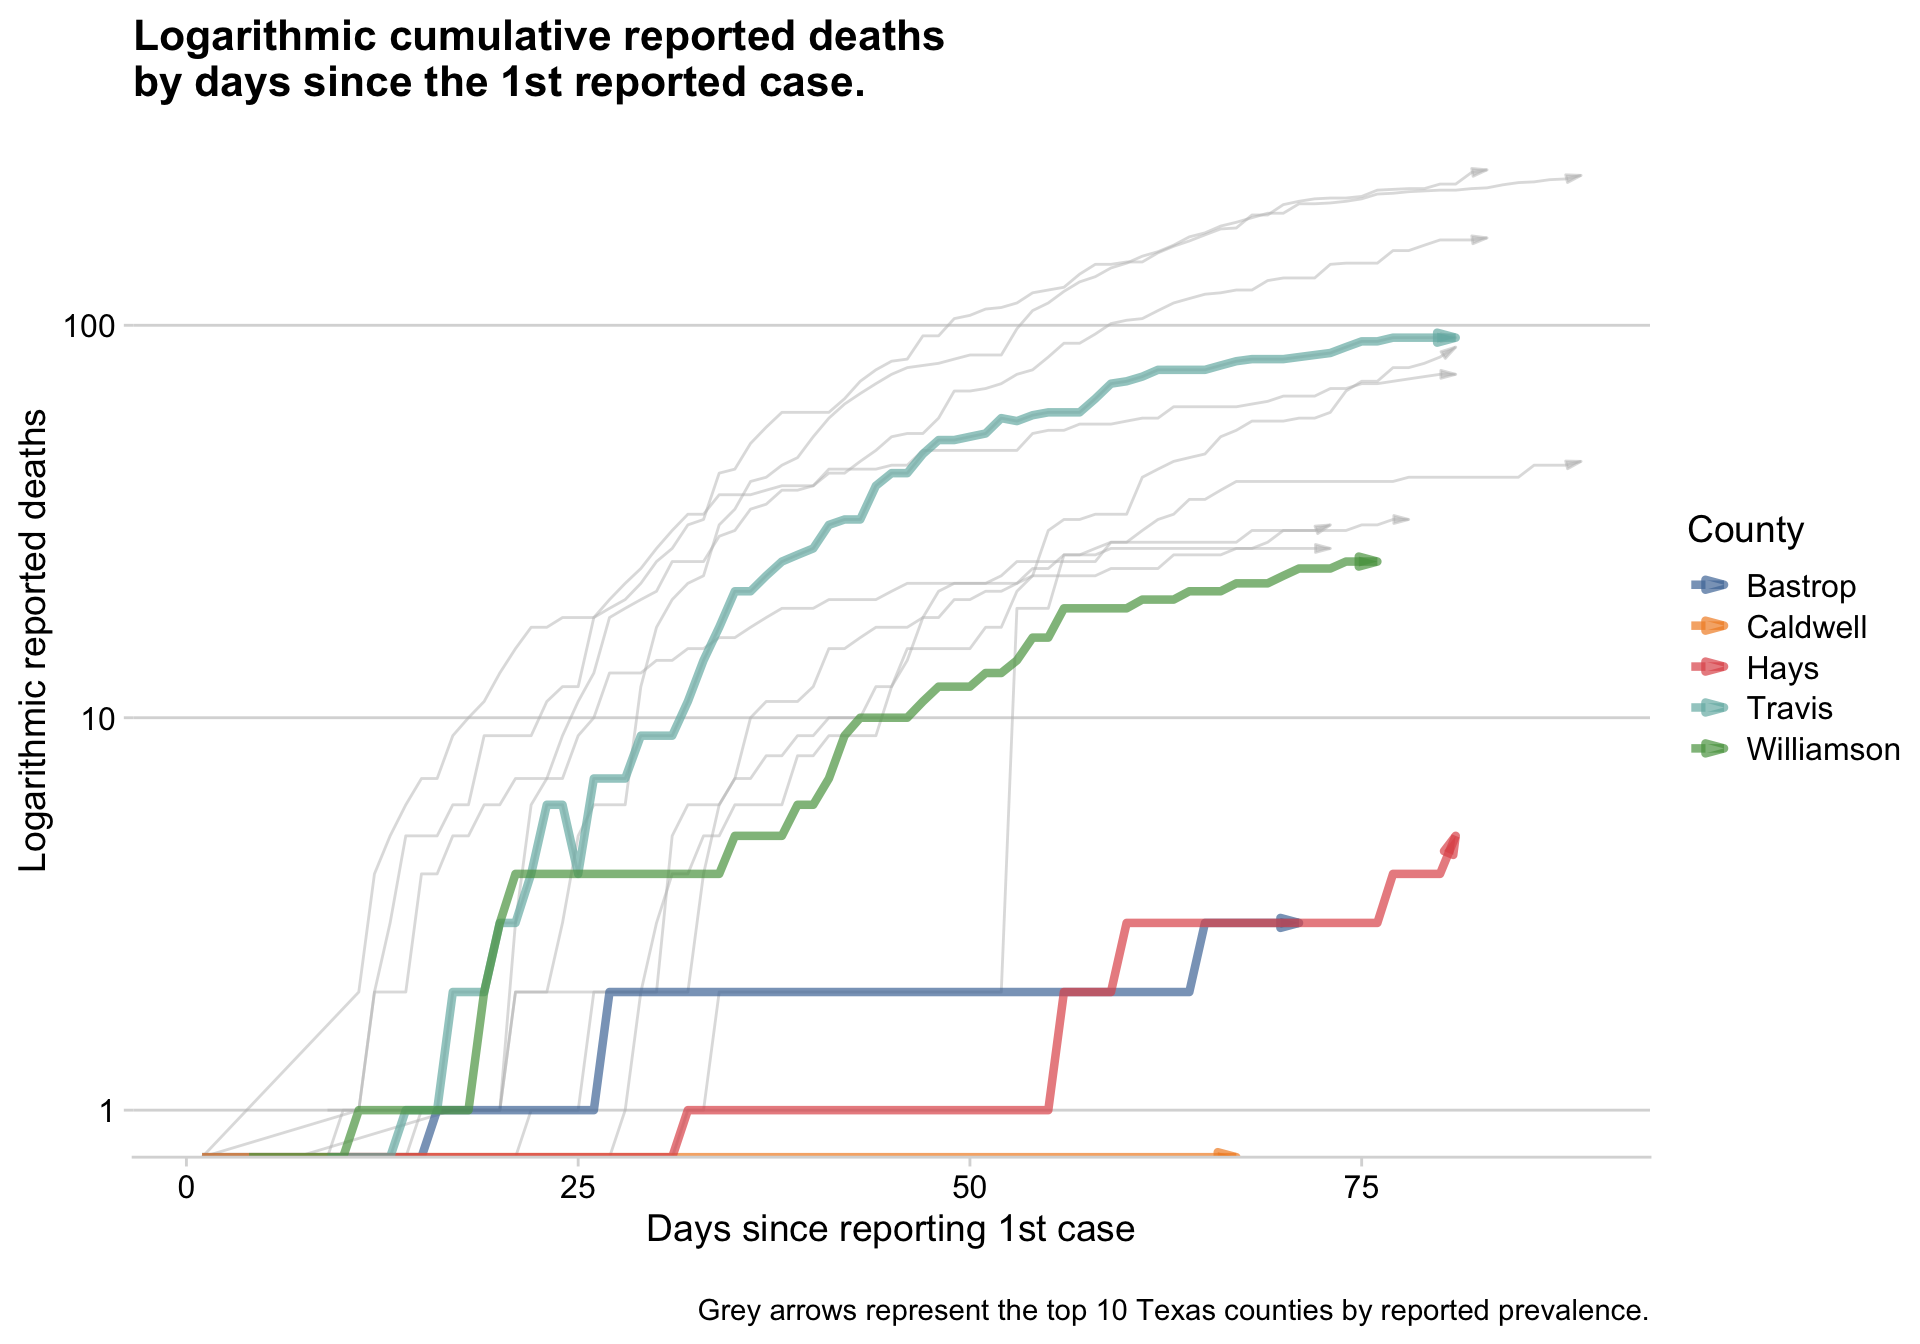 Logarithmic cumulative reported deaths
by days since the 1st reported case.
Logarithmic reported deaths
100
10
1
0
25
50
75
Days since reporting 1st case
County
Bastrop
Caldwell
Hays
Travis
Williamson
Grey arrows represent the top 10 Texas counties by reported prevalence.